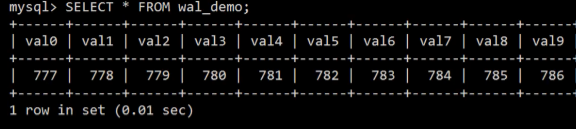 mysql> SELECT * FROM wal_demo;
+------+------+------+------+------+------+------+------+------+------+
| val0 | val1 | val2 | val3 | val4 | val5 | val6 | val7 | val8 | val9 |
+------+------+------+------+------+------+------+------+------+------+
| 777 | 778 | 779 | 780 | 781 | 782 | 783 | 784 | 785 | 786 |
+------+------+------+------+------+------+------+------+------+------+
1 row in set (0.01 sec)